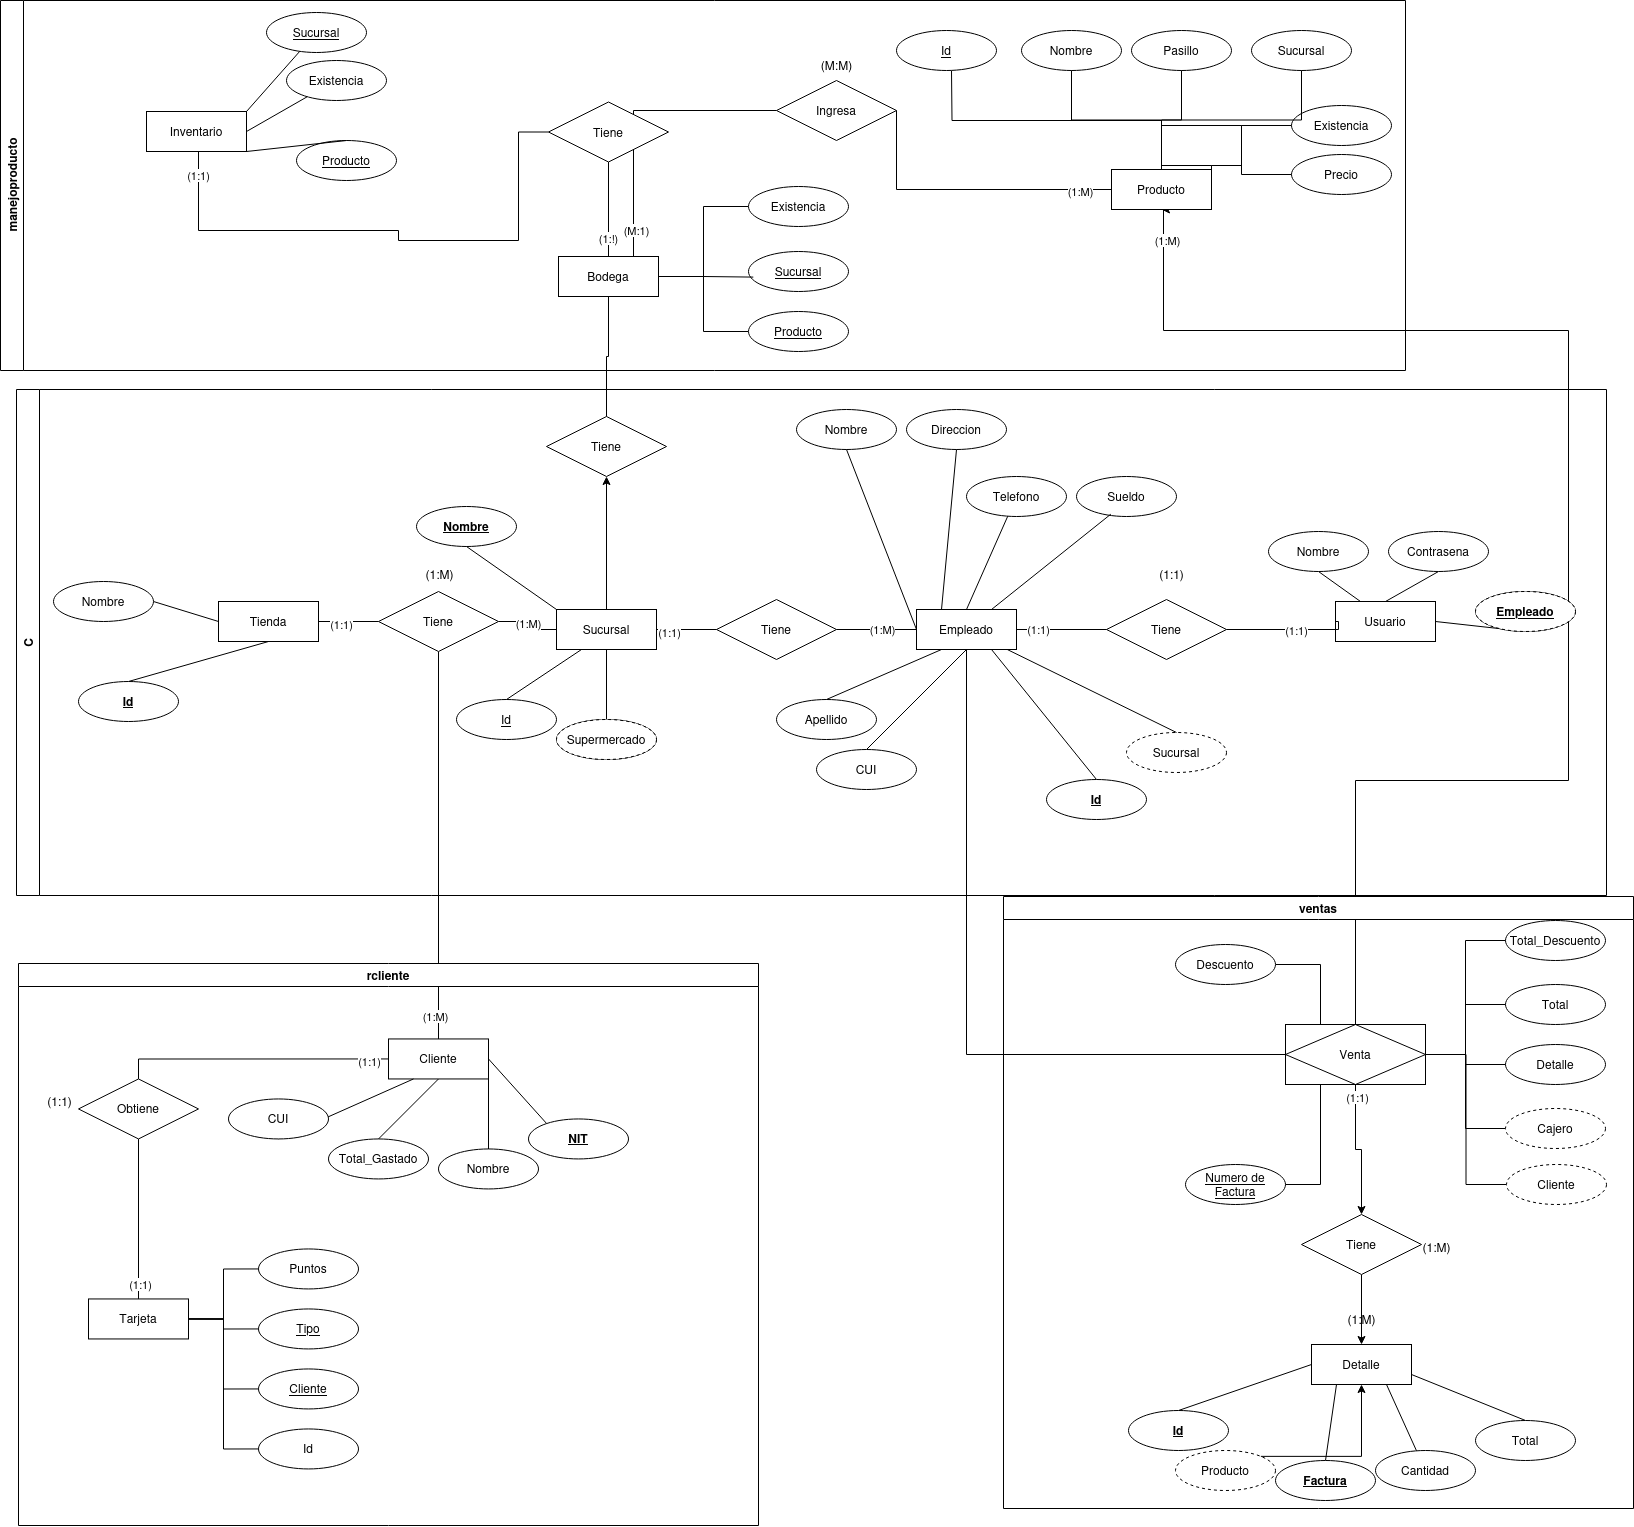 manejoproducto
Sucursal
Existencia
Inventario
Producto
(1:1)
Tiene
(M:M)
Ingresa
Id
Nombre
Pasillo
Sucursal
Existencia
Precio
(1:M)
Producto
(1:M)
Existencia
(1:!)
(M:1)
Bodega
Sucursal
Producto
C
Tiene
Nombre
Direccion
Telefono
Sueldo
Nombre
(1:M)
(1:1)
Nombre
Contrasena
Nombre
Tienda
(1:1)
Tiene
(1:M)
Sucursal
(1:1)
Tiene
(1:M)
Empleado
(1:1)
Tiene
(1:1)
Usuario
Empleado
Id
Id
Supermercado
Apellido
CUI
Sucursal
Id
rcliente
(1:M)
Cliente
(1:1)
(1:1)
Obtiene
CUI
Total_Gastado
Nombre
NIT
(1:1)
Tarjeta
Puntos
Tipo
Cliente
Id
ventas
Descuento
Total_Descuento
Total
Venta
Detalle
(1:1)
Cajero
Numero de
Factura
Cliente
Tiene
(1:M)
(1:M)
Detalle
Id
Producto
Factura
Cantidad
Total